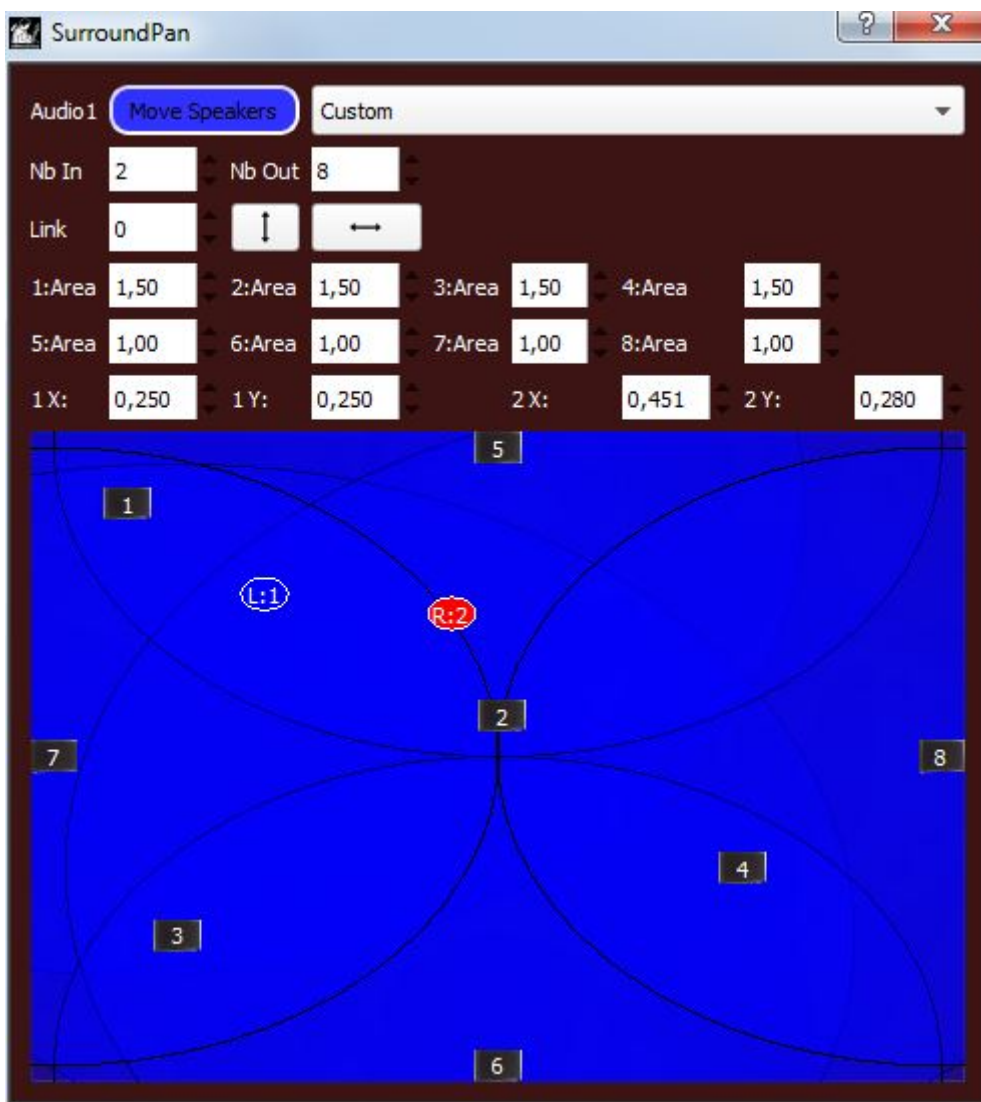 SurroundPan
Audio1 Move Speakers Custom
Nb In 2 Nb Out 8
Link 0
1:Area 1,50 2:Area 1,50 3:Area 1,50 4:Area 1,50
5:Area 1,00 6:Area 1,00 7:Area 1,00 8:Area 1,00
1 X: 0,250 1 Y: 0,250 2 X: 0,451 2 Y: 0,280
5
1
L:1
R:2
2
7
8
4
3
6